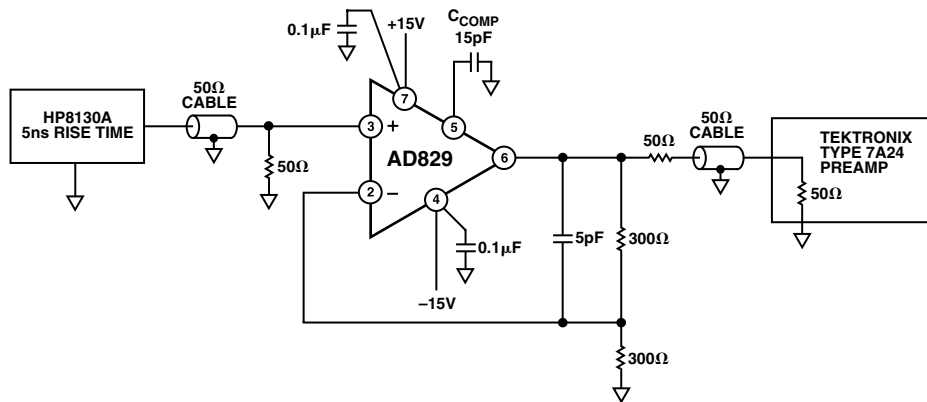 0.1µF
+15V
CCOMP
15pF
50Ω
CABLE
HP8130A
5ns RISE TIME
7
5
3
+
50Ω
AD829
6
2
–
4
0.1µF
–15V
5pF
300Ω
300Ω
50Ω
50Ω
CABLE
TEKTRONIX
TYPE 7A24
PREAMP
50Ω